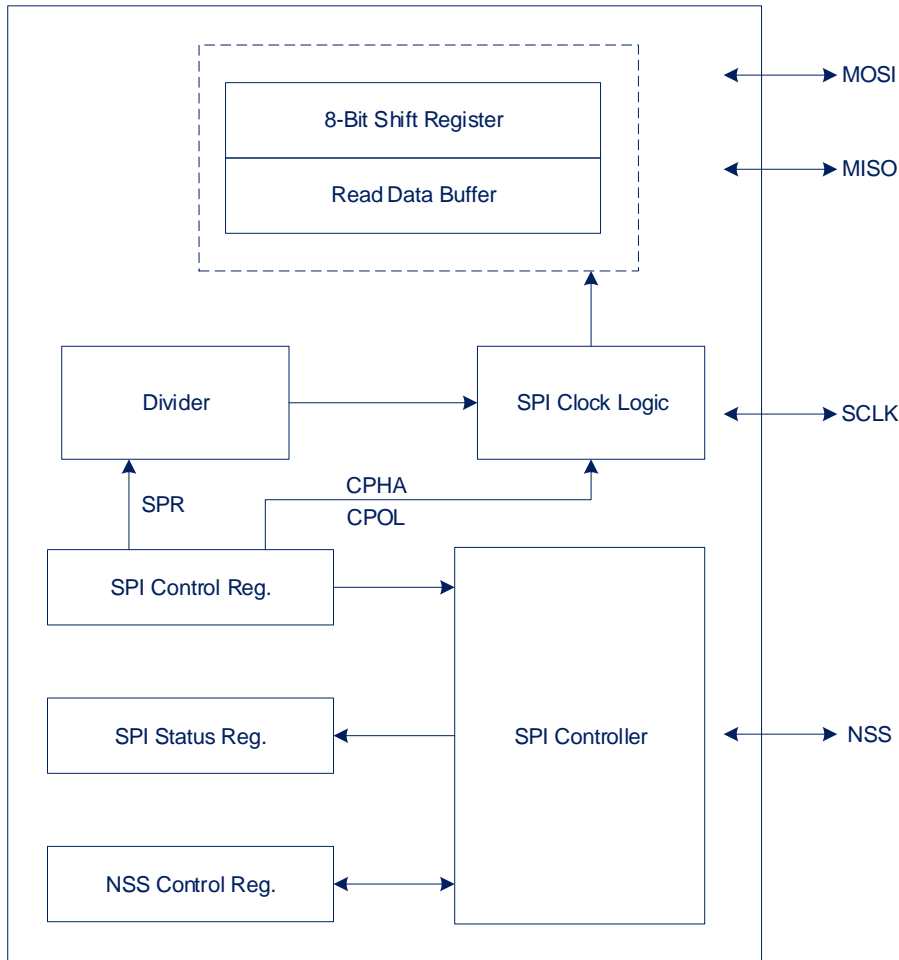 MOSI
8-Bit Shift Register
MISO
Read Data Buffer
Divider
SPI Clock Logic
SCLK
CPHA
SPR
CPOL
SPI Control Reg.
SPI Status Reg.
SPI Controller
NSS
NSS Control Reg.